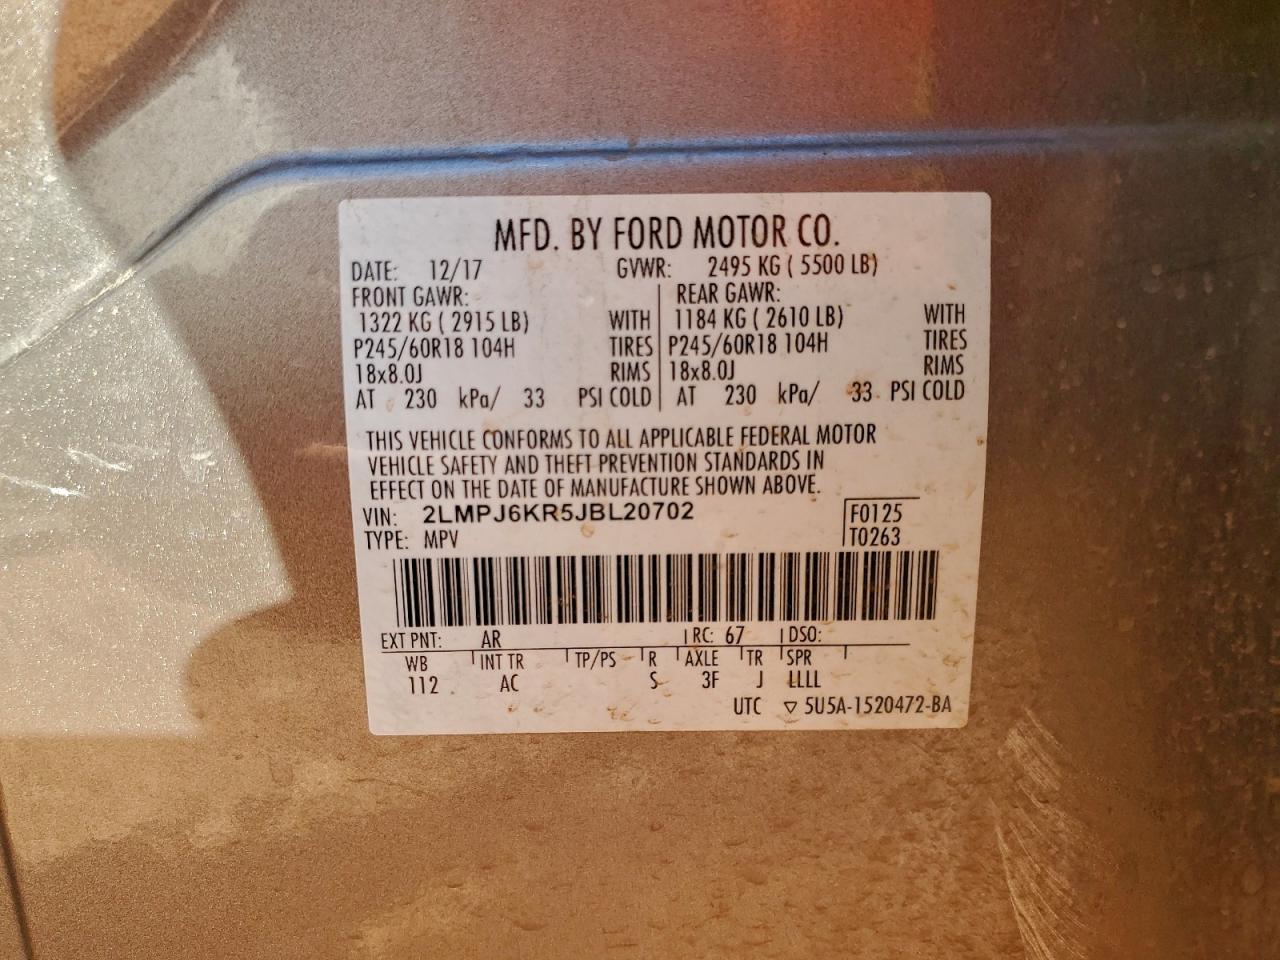 MFD. BY FORD MOTOR CO.
DATE: 12/17 GVWR: 2495 KG ( 5500 LB)
FRONT GAWR: REAR GAWR:
1322 KG ( 2915 LB) WITH 1184 KG ( 2610 LB) WITH
P245/60R18 104H TIRES P245/60R18 104H TIRES
18x8.0J RIMS 18x8.0J RIMS
AT 230 kPa/ 33 PSI COLD AT 230 kPa/ 33 PSI COLD
THIS VEHICLE CONFORMS TO ALL APPLICABLE FEDERAL MOTOR
VEHICLE SAFETY AND THEFT PREVENTION STANDARDS IN
EFFECT ON THE DATE OF MANUFACTURE SHOWN ABOVE.
VIN: 2LMPJ6KR5JBL20702 F0125
TYPE: MPV T0263
EXT PNT: AR RC: 67 DSO:
WB INT TR TP/PS R AXLE TR SPR
112 AC S 3F J LLLL
UTC ▽ 5U5A-1520472-BA